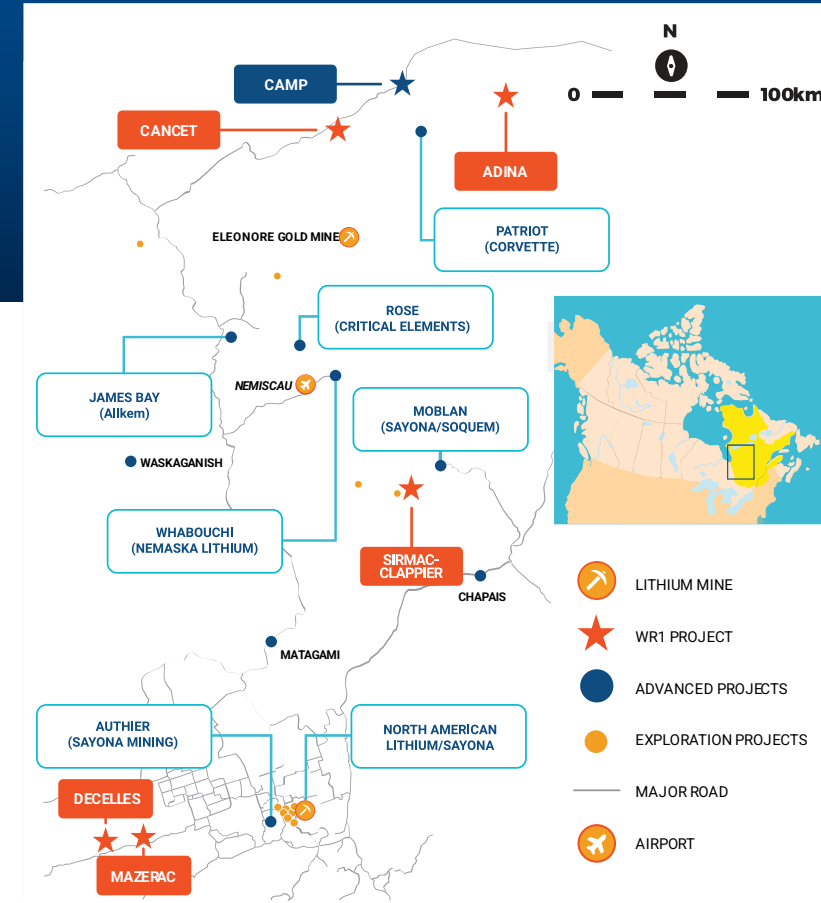 N
0
100km
CAMP
CANCET
ADINA
PATRIOT
(CORVETTE)
ELEONORE GOLD MINE
ROSE
(CRITICAL ELEMENTS)
JAMES BAY
(Allkem)
NEMISCAU
MOBLAN
(SAYONA/SOQUEM)
WASKAGANISH
WHABOUCHI
(NEMASKA LITHIUM)
SIRMAC-
CLAPPIER
CHAPAIS
MATAGAMI
LITHIUM MINE
WR1 PROJECT
ADVANCED PROJECTS
EXPLORATION PROJECTS
MAJOR ROAD
AIRPORT
AUTHIER
(SAYONA MINING)
NORTH AMERICAN
LITHIUM/SAYONA
DECELLES
MAZERAC